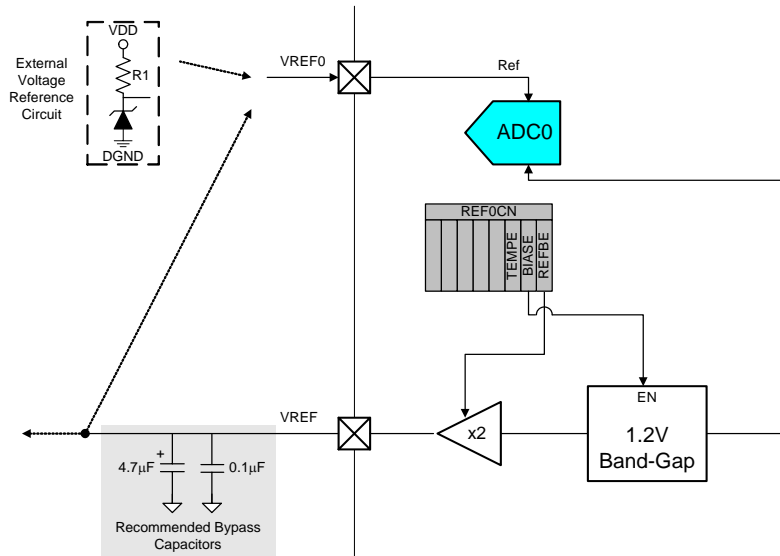 VDD
External
Voltage
Reference
Circuit
R1
DGND
VREF0
Ref
ADC0
REF0CN
TEMPE
BIASE
REFBE
EN
VREF
x2
1.2V
Band-Gap
4.7µF
+
0.1µF
Recommended Bypass
Capacitors